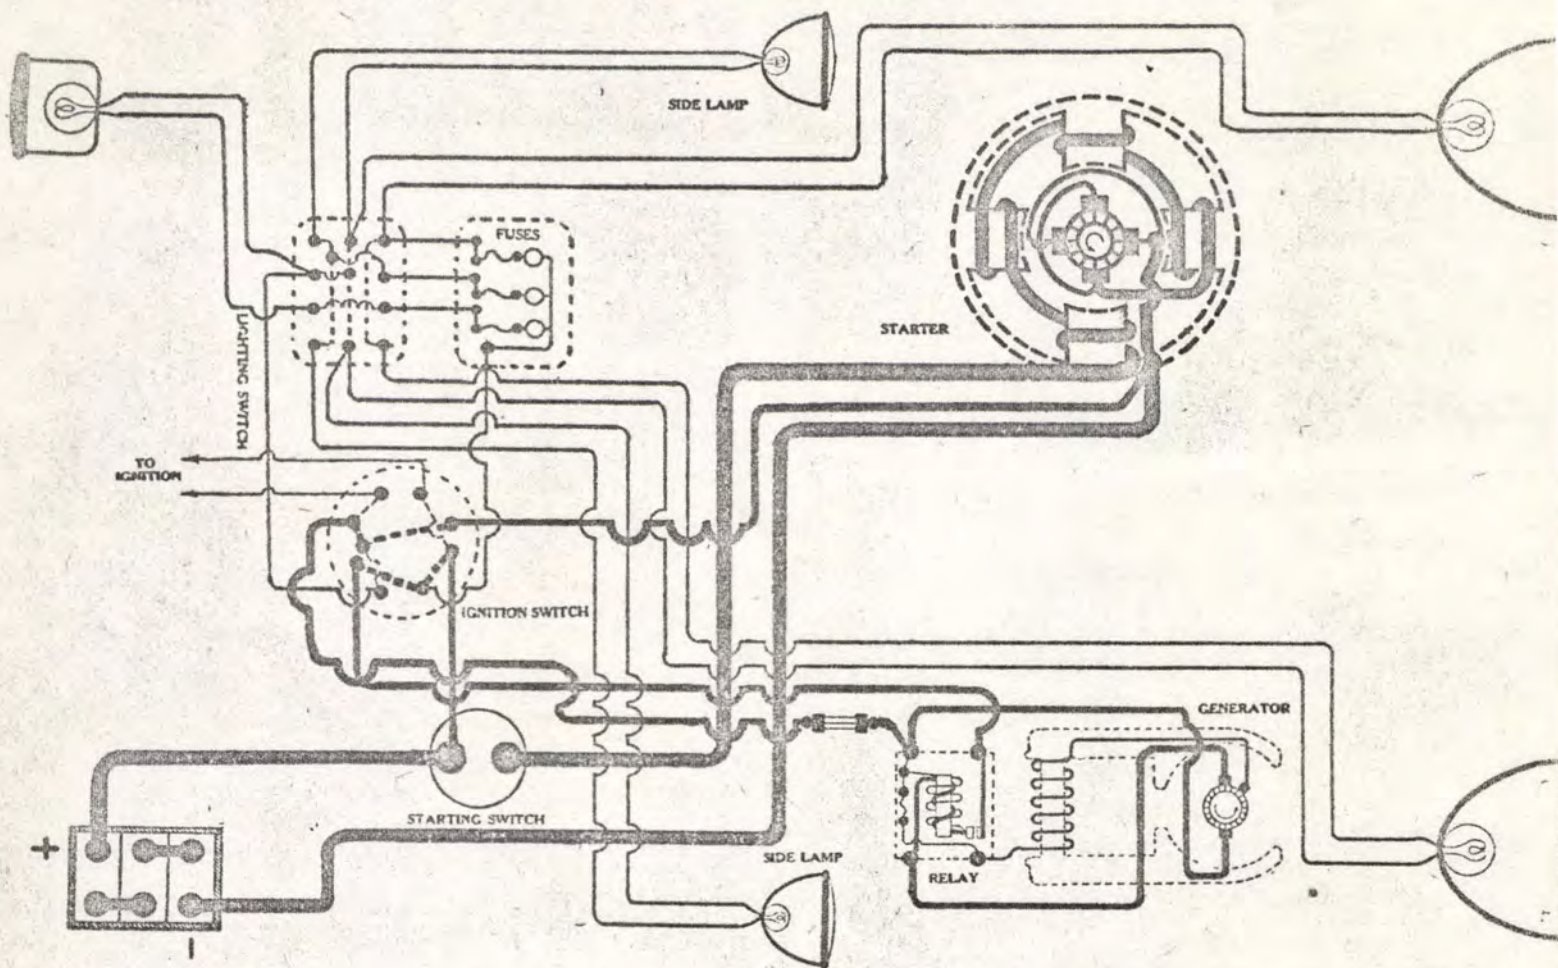 SIDE LAMP
FUSES
STARTER
LIGHTING SWITCH
TO
IGNITION
IGNITION SWITCH
GENERATOR
STARTING SWITCH
+
SIDE LAMP
RELAY
-